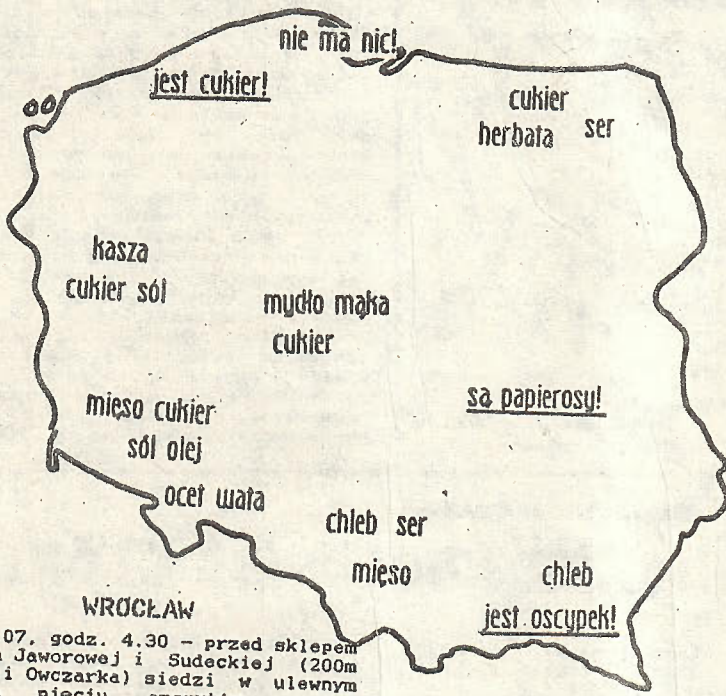 nie ma nic!
jest cukier!
cukier
herbata ser
kasza
cukier sól
mydło mąka
cukier
mięso cukier
sól olej
są papierosy!
ocet wata
chleb ser
mięso
chleb
jest oscypek!
WROCŁAW
07. godz. 4.30 - przed sklepem
Jaworowej i Sudeckiej (200m
i Owczarka) siedzi w ulewnym